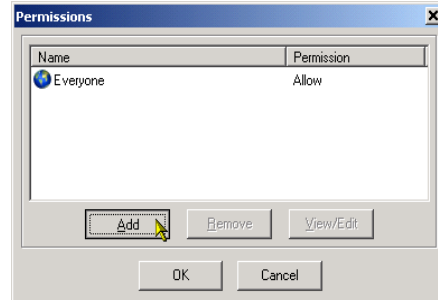 Permissions
Name Permission
Everyone Allow
Add Remove View/Edit
OK Cancel